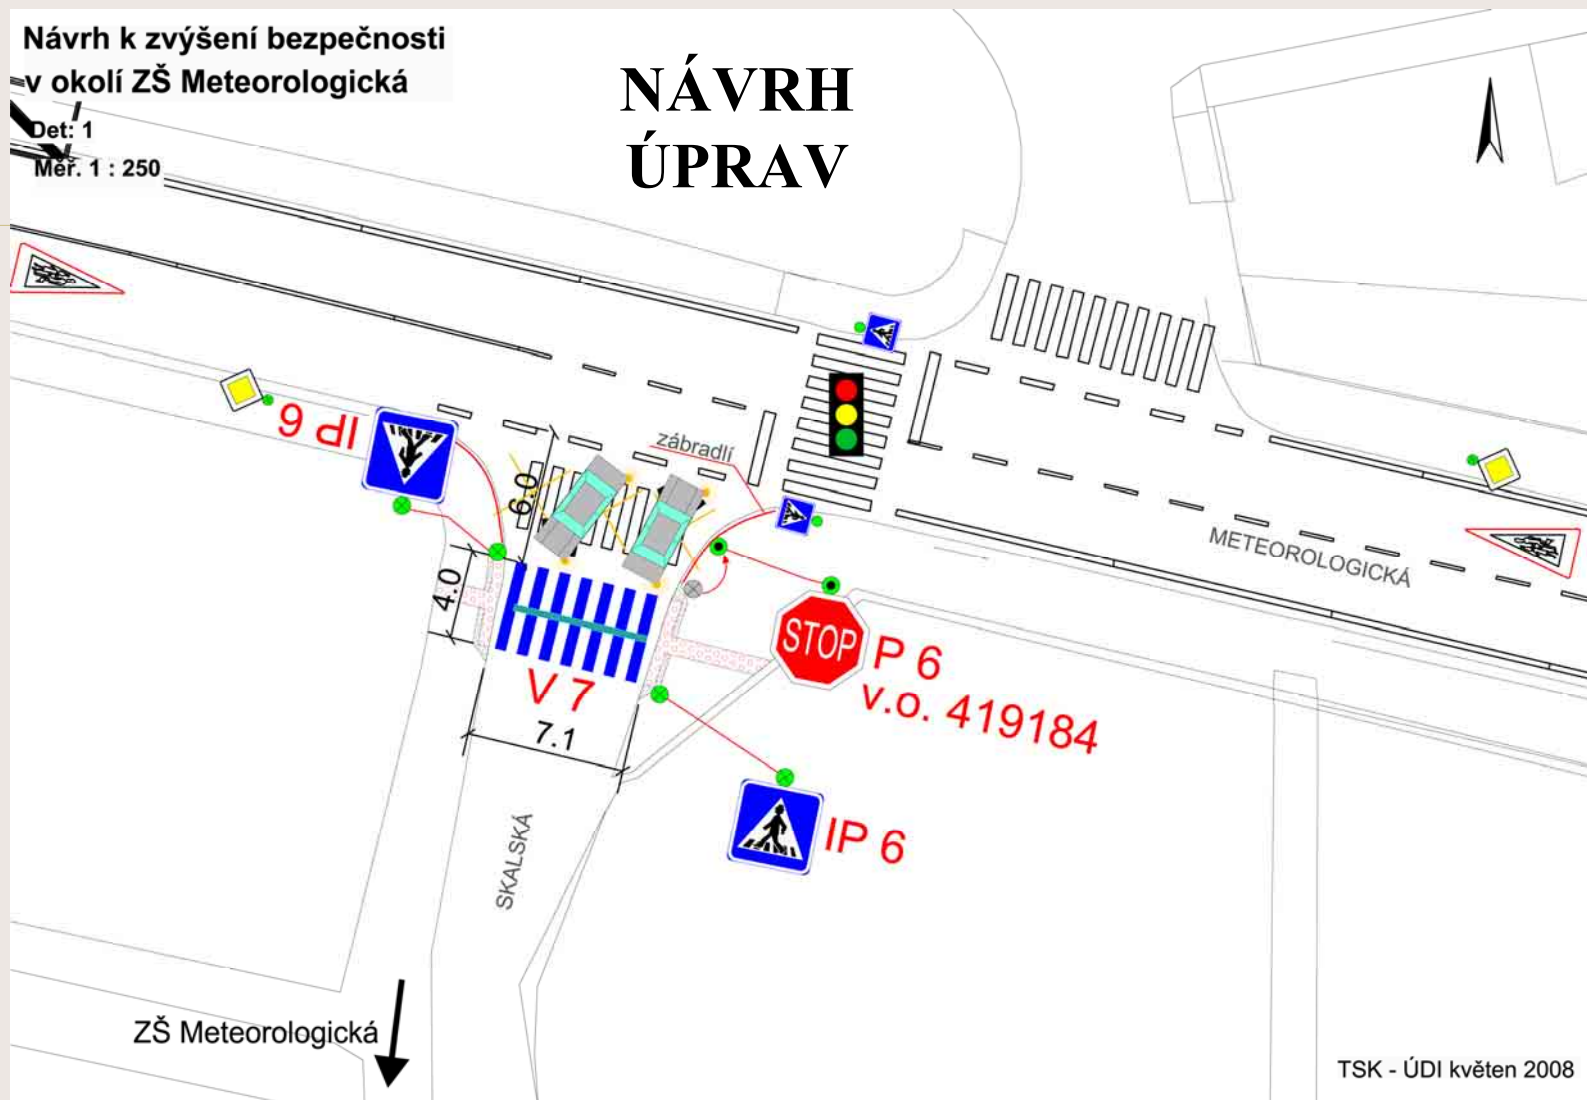 Návrh k zvýšení bezpečnosti
v okolí ZŠ Meteorologická
Det: 1
Měř. 1 : 250
NÁVRH
ÚPRAV
IP 6
zábradlí
6.0
4.0
METEOROLOGICKÁ
STOP
P 6
v.o. 419184
V 7
7.1
IP 6
SKALSKÁ
ZŠ Meteorologická
TSK - ÚDI květen 2008